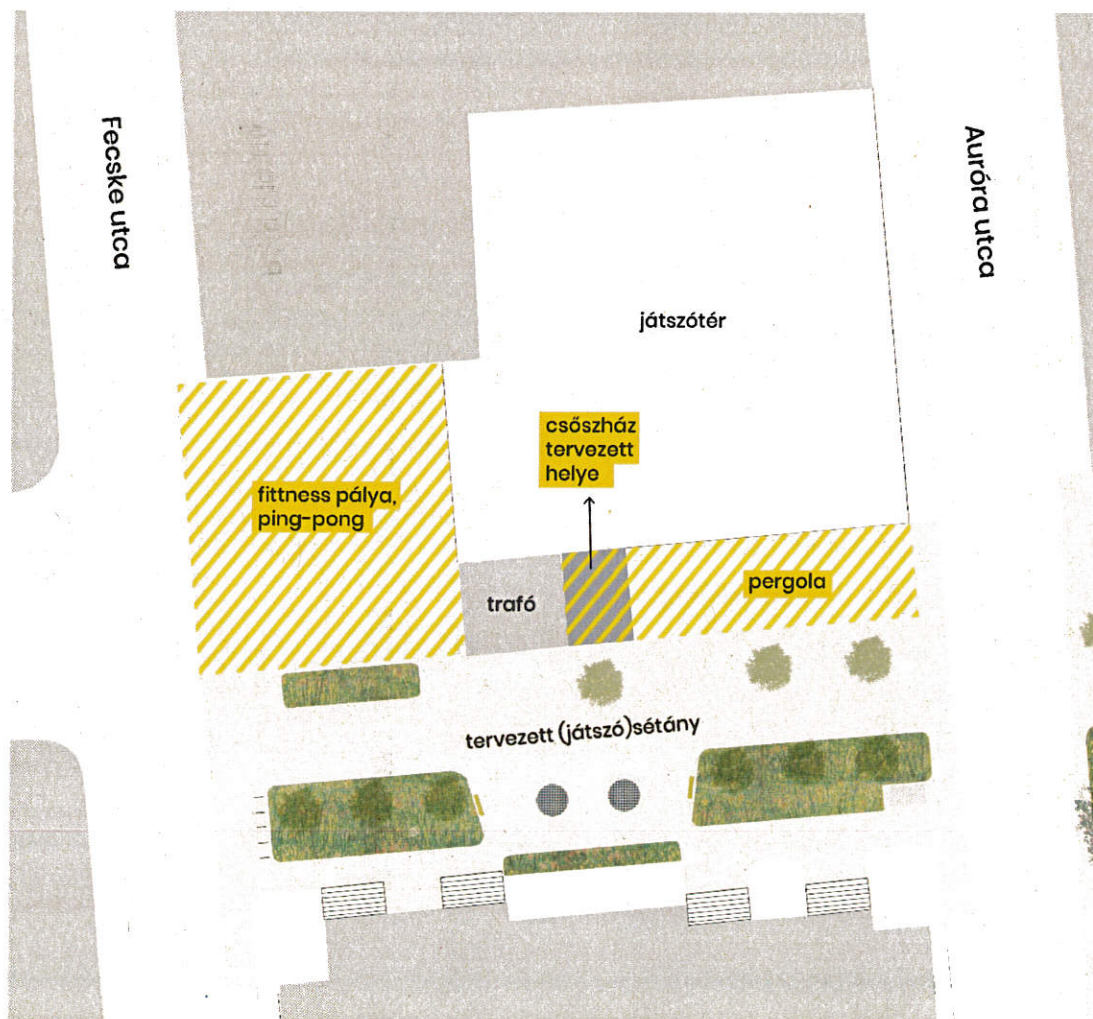 Fecske utca
Auróra utca
játszótér
csőszház
tervezett
helye
fittness pálya,
ping-pong
trafó
pergola
tervezett (játszó)sétány